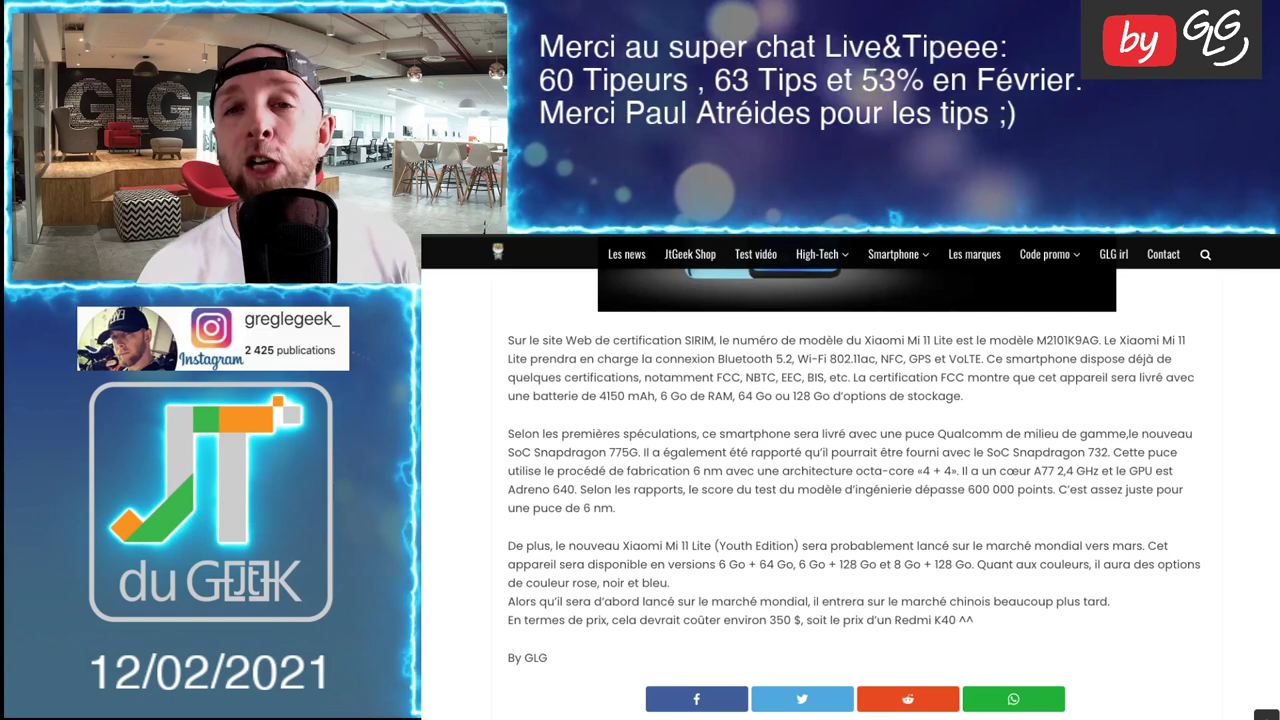 GLG
Merci au super chat Live&Tipeee:
60 Tipeurs , 63 Tips et 53% en Février.
Merci Paul Atréides pour les tips ;)
by GLG
Les news JtGeek Shop Test vidéo High-Tech Smartphone Les marques Code promo GLG irl Contact
greglegeek_
Instagram
2 425 publications
JT
du GEEK
12/02/2021
Sur le site Web de certification SIRIM, le numéro de modèle du Xiaomi Mi 11 Lite est le modèle M2101K9AG. Le Xiaomi Mi 11
Lite prendra en charge la connexion Bluetooth 5.2, Wi-Fi 802.11ac, NFC, GPS et VoLTE. Ce smartphone dispose déjà de
quelques certifications, notamment FCC, NBTC, EEC, BIS, etc. La certification FCC montre que cet appareil sera livré avec
une batterie de 4150 mAh, 6 Go de RAM, 64 Go ou 128 Go d’options de stockage.
Selon les premières spéculations, ce smartphone sera livré avec une puce Qualcomm de milieu de gamme,le nouveau
SoC Snapdragon 775G. Il a également été rapporté qu’il pourrait être fourni avec le SoC Snapdragon 732. Cette puce
utilise le procédé de fabrication 6 nm avec une architecture octa-core «4 + 4». Il a un cœur A77 2,4 GHz et le GPU est
Adreno 640. Selon les rapports, le score du test du modèle d’ingénierie dépasse 600 000 points. C’est assez juste pour
une puce de 6 nm.
De plus, le nouveau Xiaomi Mi 11 Lite (Youth Edition) sera probablement lancé sur le marché mondial vers mars. Cet
appareil sera disponible en versions 6 Go + 64 Go, 6 Go + 128 Go et 8 Go + 128 Go. Quant aux couleurs, il aura des options
de couleur rose, noir et bleu.
Alors qu’il sera d’abord lancé sur le marché mondial, il entrera sur le marché chinois beaucoup plus tard.
En termes de prix, cela devrait coûter environ 350 $, soit le prix d’un Redmi K40 ^^
By GLG